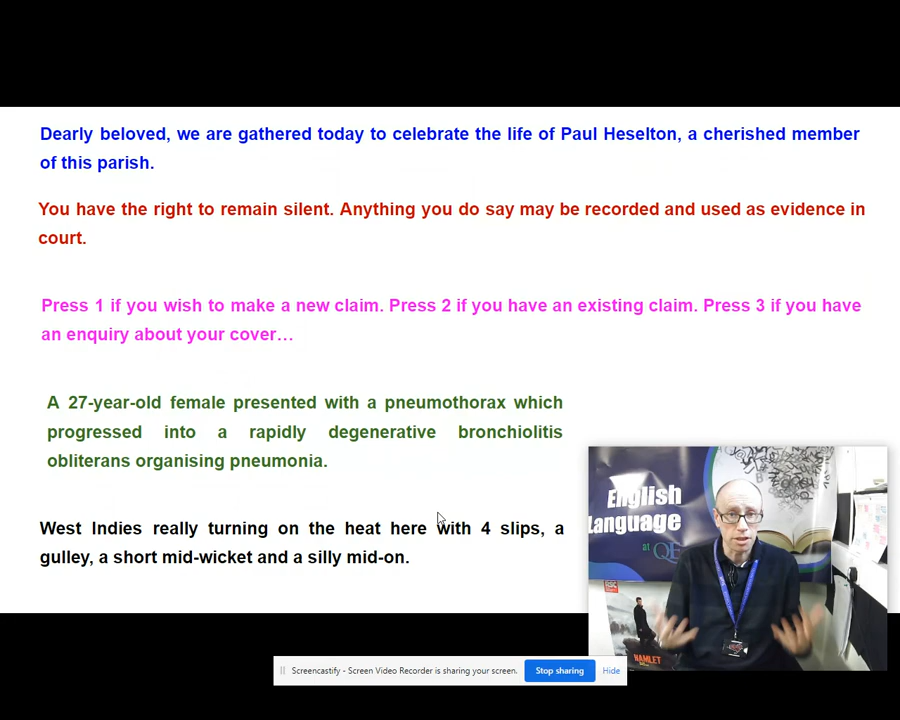 Dearly beloved, we are gathered today to celebrate the life of Paul Heselton, a cherished member
of this parish.
You have the right to remain silent. Anything you do say may be recorded and used as evidence in
court.
Press 1 if you wish to make a new claim. Press 2 if you have an existing claim. Press 3 if you have
an enquiry about your cover…
A 27-year-old female presented with a pneumothorax which
progressed into a rapidly degenerative bronchiolitis
obliterans organising pneumonia.
West Indies really turning on the heat here with 4 slips, a
gulley, a short mid-wicket and a silly mid-on.
English
Language
at QE
RSC
HAMLET
Screencastify - Screen Video Recorder is sharing your screen.
Stop sharing
Hide